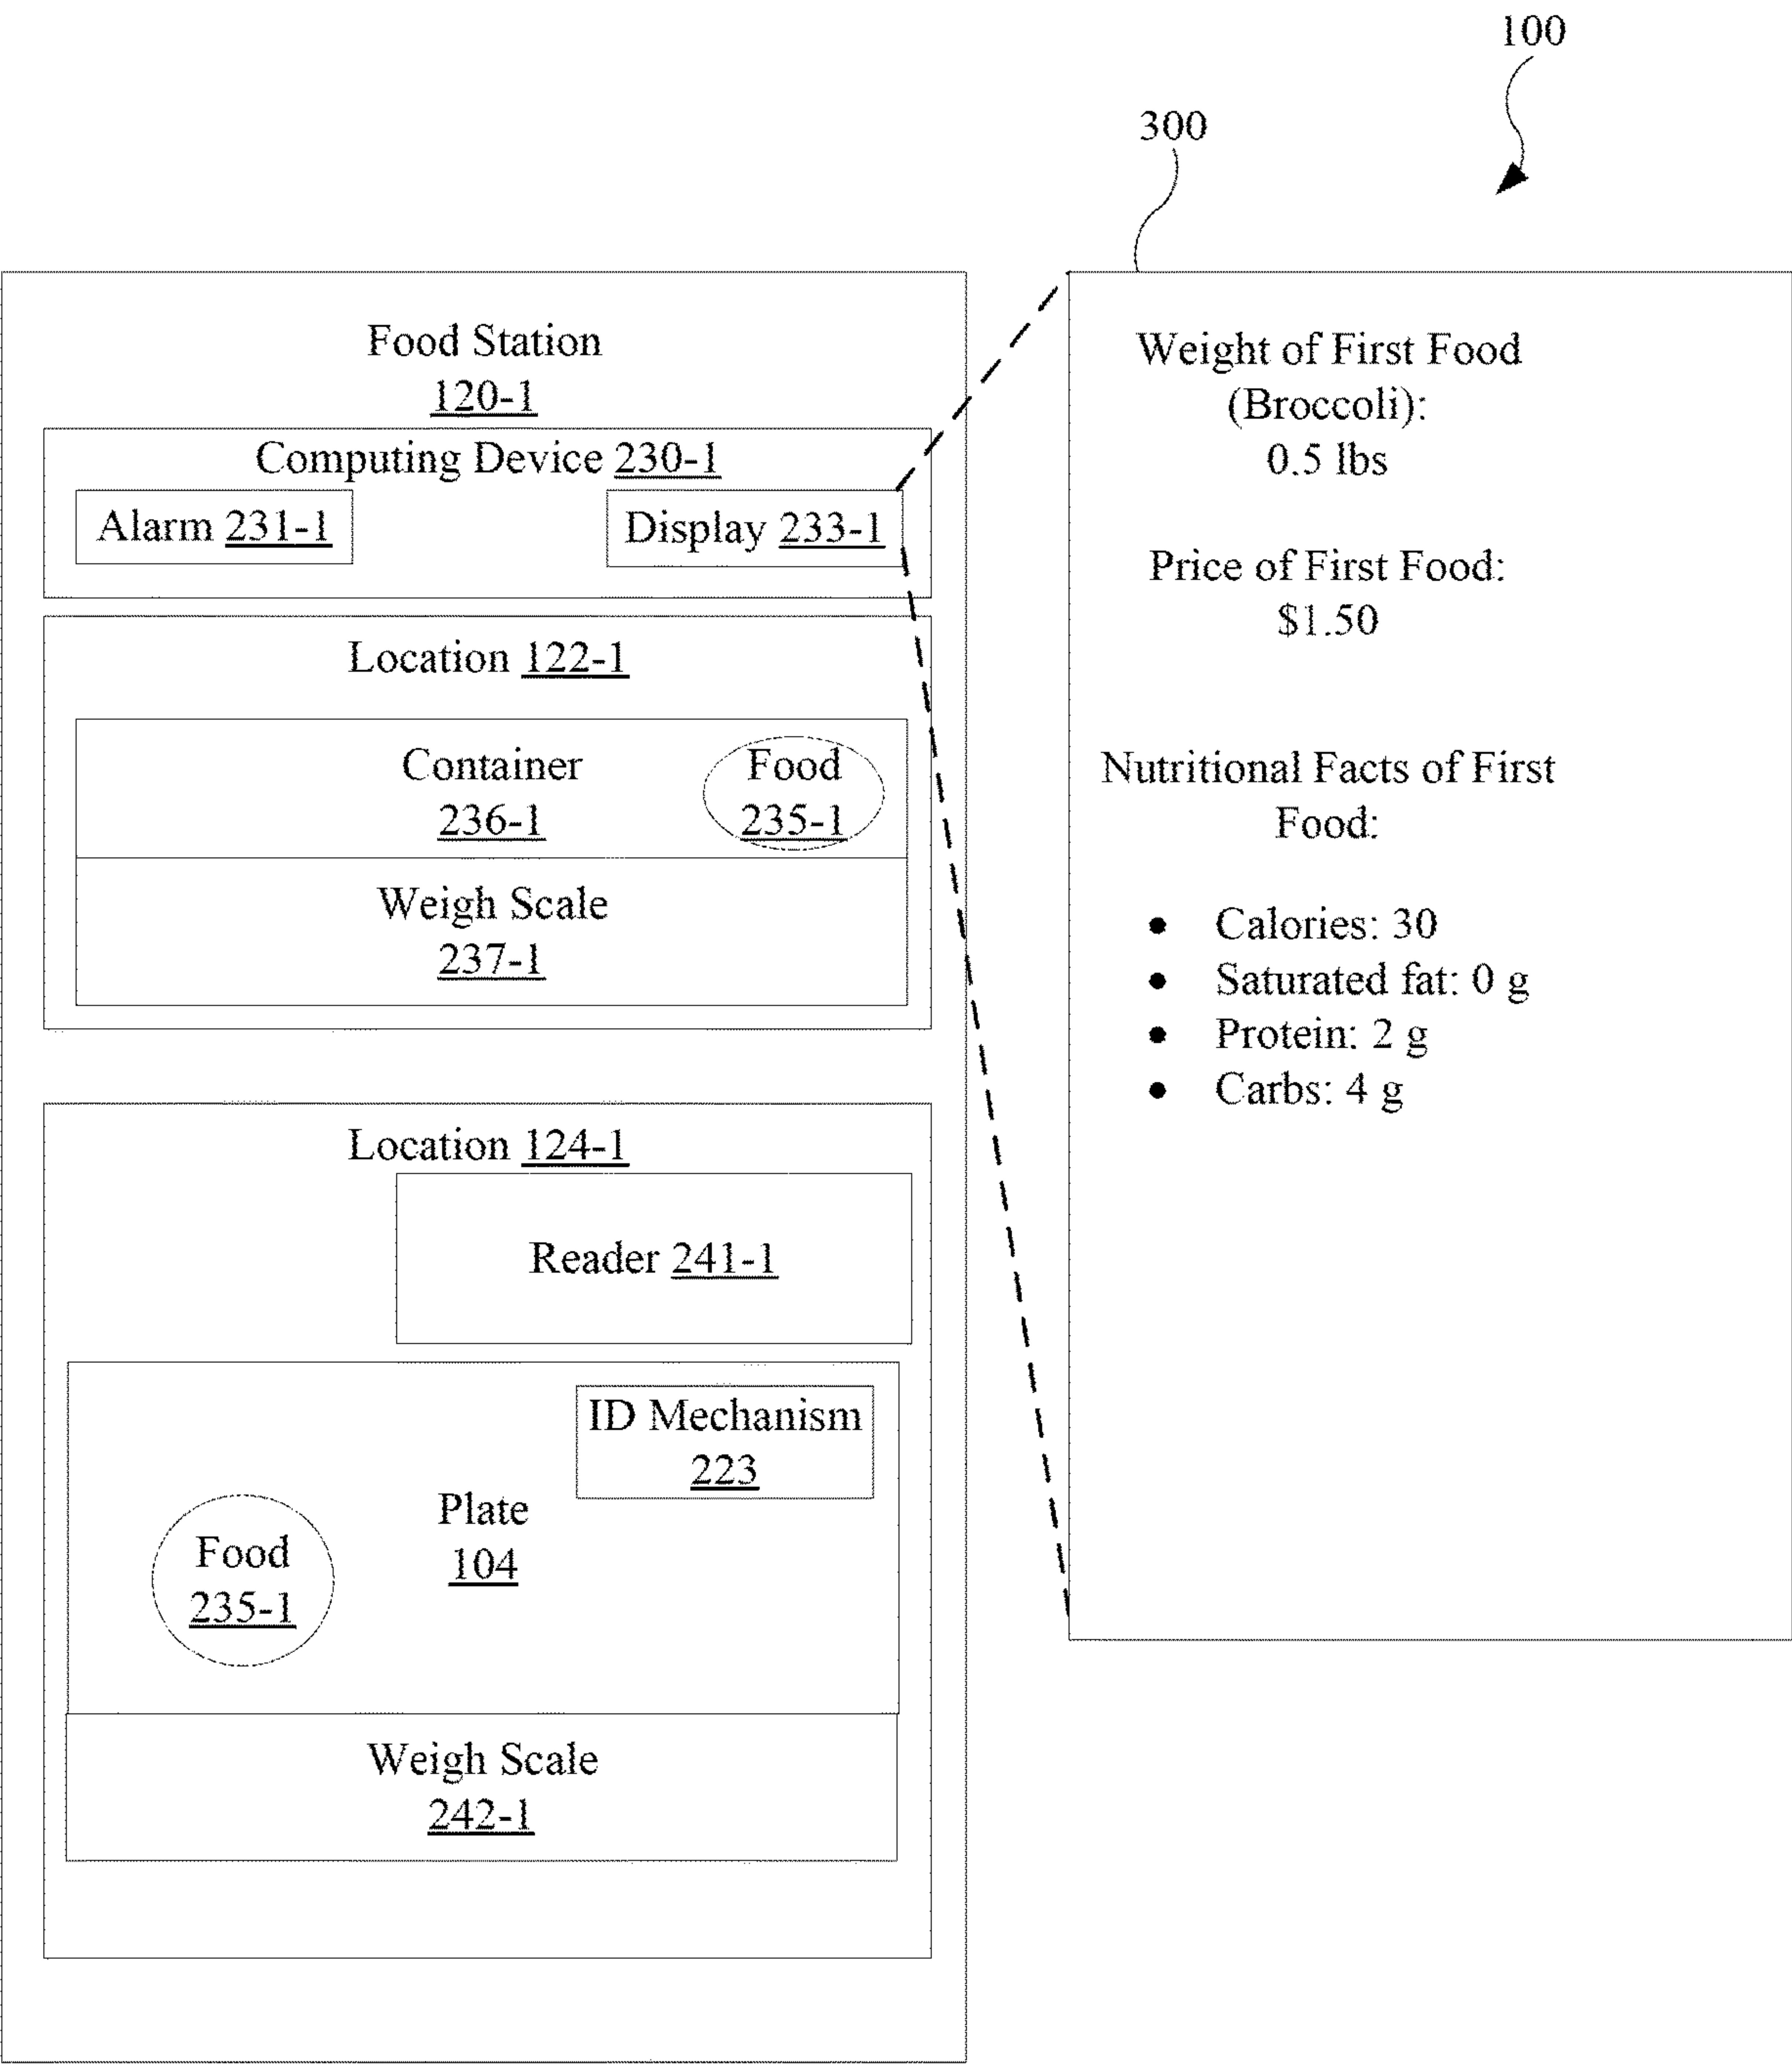 100
300
Food Station
120-1
Computing Device 230-1
Alarm 231-1
Display 233-1
Location 122-1
Container
236-1
Food
235-1
Weigh Scale
237-1
Location 124-1
Reader 241-1
ID Mechanism
223
Plate
104
Food
235-1
Weigh Scale
242-1
Weight of First Food
(Broccoli):
0.5 lbs
Price of First Food:
$1.50
Nutritional Facts of First
Food:
• Calories: 30
• Saturated fat: 0 g
• Protein: 2 g
• Carbs: 4 g